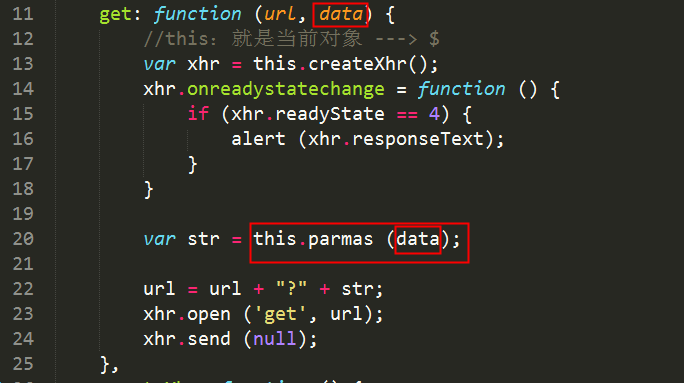 11 get: function (url, data) {
12 //this：就是当前对象 ---> $
13 var xhr = this.createXhr();
14 xhr.onreadystatechange = function () {
15 if (xhr.readyState == 4) {
16 alert (xhr.responseText);
17 }
18 }
19
20 var str = this.parmas (data);
21
22 url = url + "?" + str;
23 xhr.open ('get', url);
24 xhr.send (null);
25 },